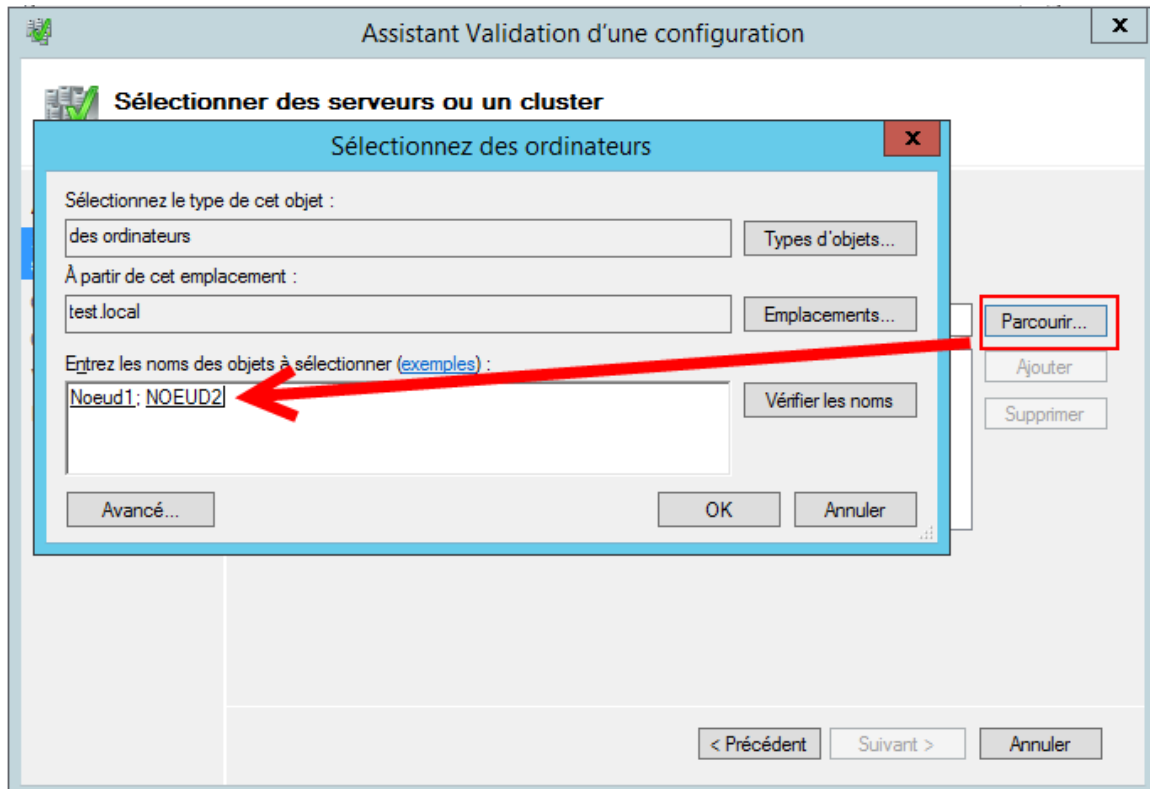 Assistant Validation d'une configuration
x
Sélectionner des serveurs ou un cluster
Sélectionnez des ordinateurs
x
Sélectionnez le type de cet objet :
des ordinateurs
Types d'objets...
À partir de cet emplacement :
test.local
Emplacements...
Parcourir...
Entrez les noms des objets à sélectionner (exemples) :
Ajouter
Noeud1; NOEUD2
Vérifier les noms
Supprimer
Avancé...
OK
Annuler
< Précédent
Suivant >
Annuler